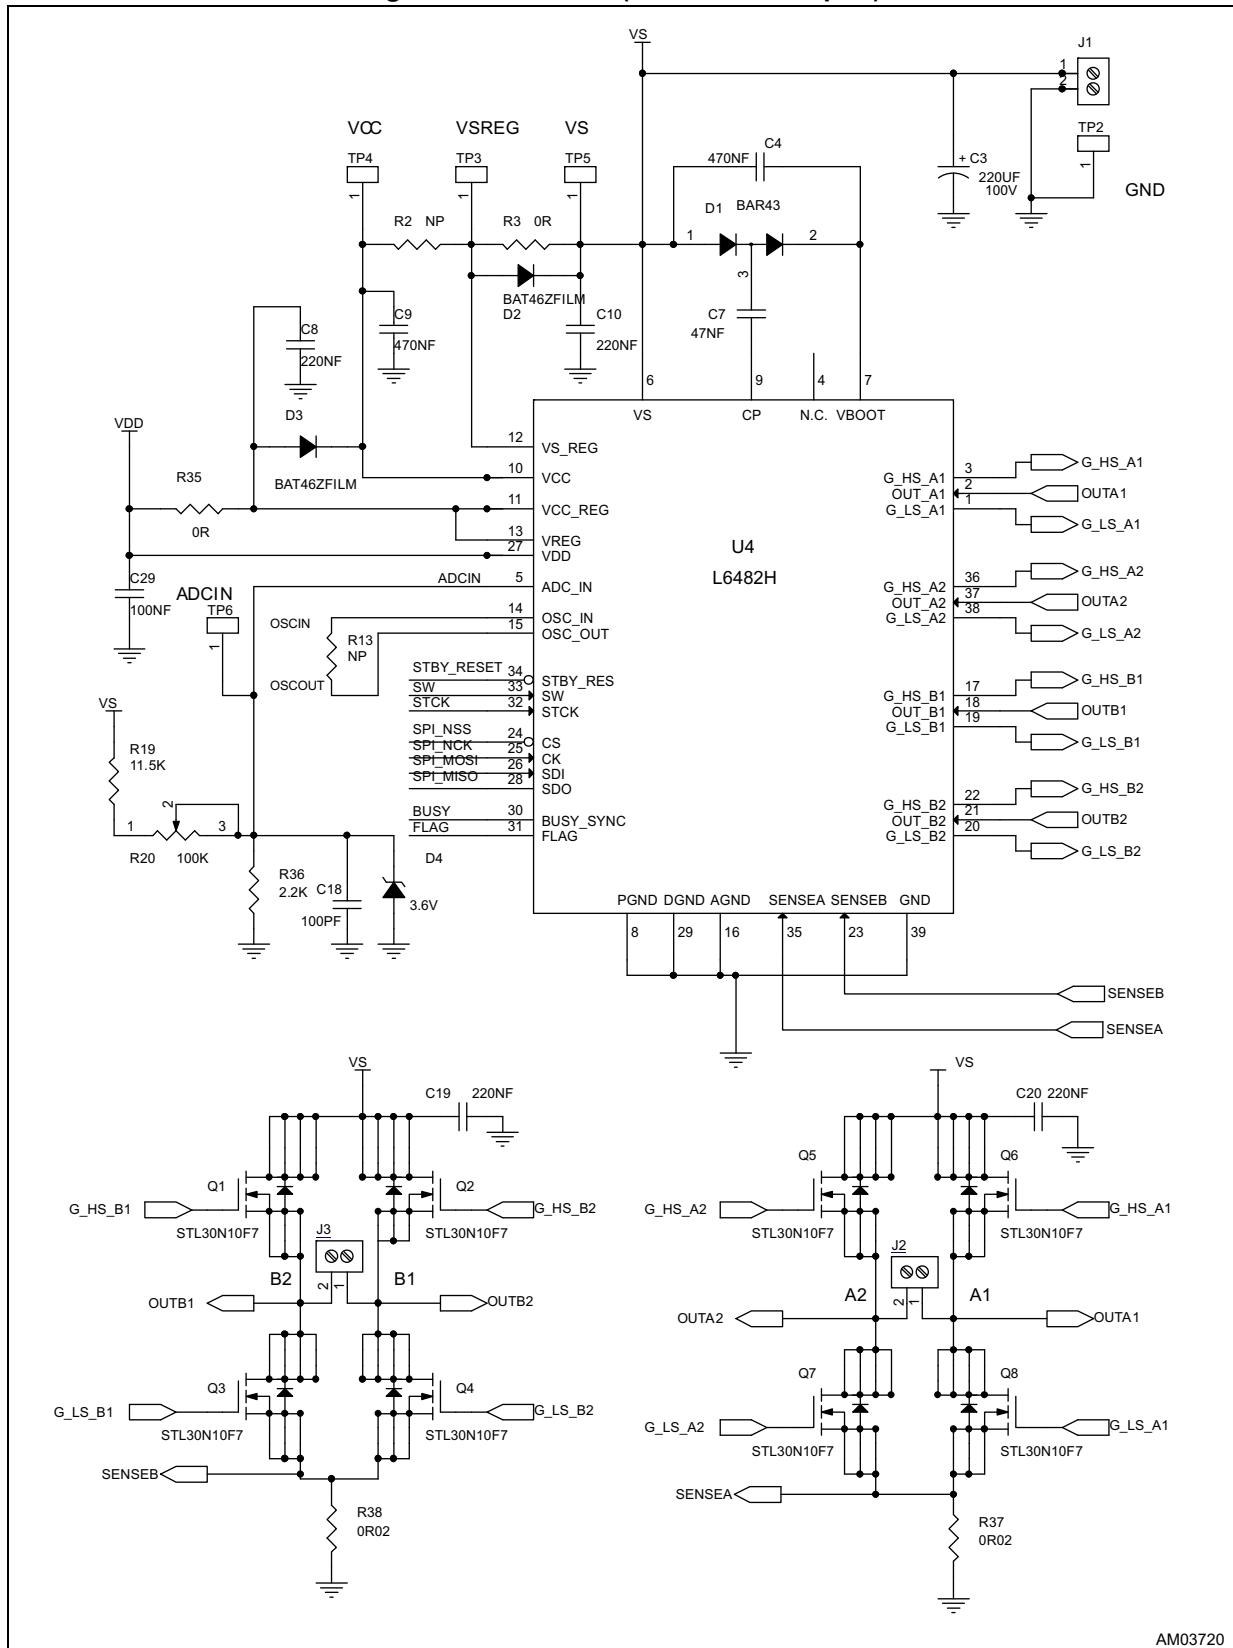 VS
J1
1
2
VCC
VSREG
VS
C4
TP2
TP4
TP3
TP5
470NF
+ C3
220UF
100V
1
1
1
1
GND
R2 NP
R3 0R
D1 BAR43
1
2
BAT46ZFILM
D2
3
C9
470NF
C10
220NF
C7
47NF
C8
220NF
6
9
4
7
VS
CP
N.C.
VBOOT
D3
VDD
BAT46ZFILM
12
VS_REG
10
VCC
R35
0R
11
VCC_REG
13
VREG
27
VDD
U4
L6482H
G_HS_A1
3
G_HS_A1
OUT_A1
2
OUTA1
G_LS_A1
1
G_LS_A1
C29
100NF
ADCIN
TP6
1
ADCIN
5
ADC_IN
G_HS_A2
36
G_HS_A2
OUT_A2
37
OUTA2
G_LS_A2
38
G_LS_A2
OSCIN
14
OSC_IN
15
OSC_OUT
R13
NP
OSCOUT
STBY_RESET
34
STBY_RES
SW
33
SW
STCK
32
STCK
G_HS_B1
17
G_HS_B1
OUT_B1
18
OUTB1
G_LS_B1
19
G_LS_B1
VS
SPI_NSS
24
CS
SPI_NCK
25
CK
SPI_MOSI
26
SDI
SPI_MISO
28
SDO
R19
11.5K
G_HS_B2
22
G_HS_B2
OUT_B2
21
OUTB2
G_LS_B2
20
G_LS_B2
BUSY
30
BUSY_SYNC
FLAG
31
FLAG
2
1
3
R20 100K
D4
R36
2.2K
C18
100PF
3.6V
PGND
DGND
AGND
SENSEA
SENSEB
GND
8
29
16
35
23
39
SENSEB
SENSEA
VS
C19 220NF
Q1
Q2
G_HS_B1
G_HS_B2
STL30N10F7
STL30N10F7
J3
B2
2
1
B1
OUTB1
OUTB2
Q3
Q4
G_LS_B1
G_LS_B2
STL30N10F7
STL30N10F7
SENSEB
R38
0R02
VS
C20 220NF
Q5
Q6
G_HS_A2
G_HS_A1
STL30N10F7
STL30N10F7
J2
A2
2
1
A1
OUTA2
OUTA1
Q7
Q8
G_LS_A2
G_LS_A1
STL30N10F7
STL30N10F7
SENSEA
R37
0R02
AM03720